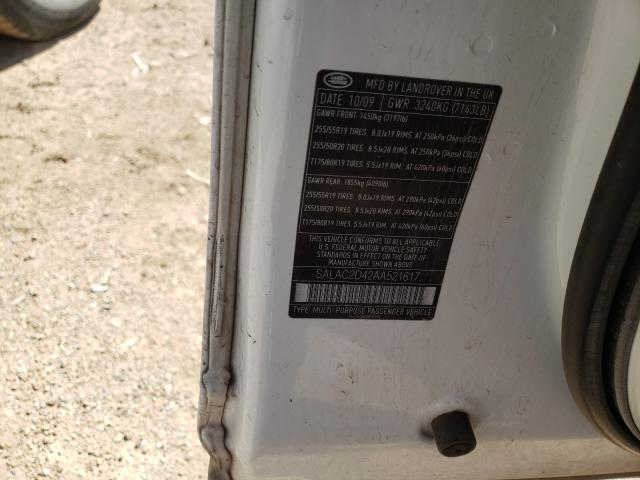 LAND ROVER
MFD BY LANDROVER IN THE UK
DATE 10/09 GWR 3240KG (7143LB)
GAWR FRONT 1450kg (3197lb)
255/55R19 TIRES, 8.0Jx19 RIMS, AT 250kPa (36psi) COLD
255/50R20 TIRES, 8.5Jx20 RIMS, AT 250kPa (36psi) COLD
T175/80R19 TIRES 5.5Jx19 RIM, AT 420kPa (60psi) COLD
GAWR REAR 1855kg (4090lb)
255/55R19 TIRES, 8.0Jx19 RIMS, AT 290kPa (42psi) COLD
255/50R20 TIRES, 8.5Jx20 RIMS, AT 290kPa (42psi) COLD
T175/80R19 TIRES 5.5Jx19 RIM, AT 420kPa (60psi) COLD
THIS VEHICLE CONFORMS TO ALL APPLICABLE
U.S. FEDERAL MOTOR VEHICLE SAFETY
STANDARDS IN EFFECT ON THE DATE OF
MANUFACTURE SHOWN ABOVE.
SALAC2D42AA521617
TYPE: MULTI-PURPOSE PASSENGER VEHICLE